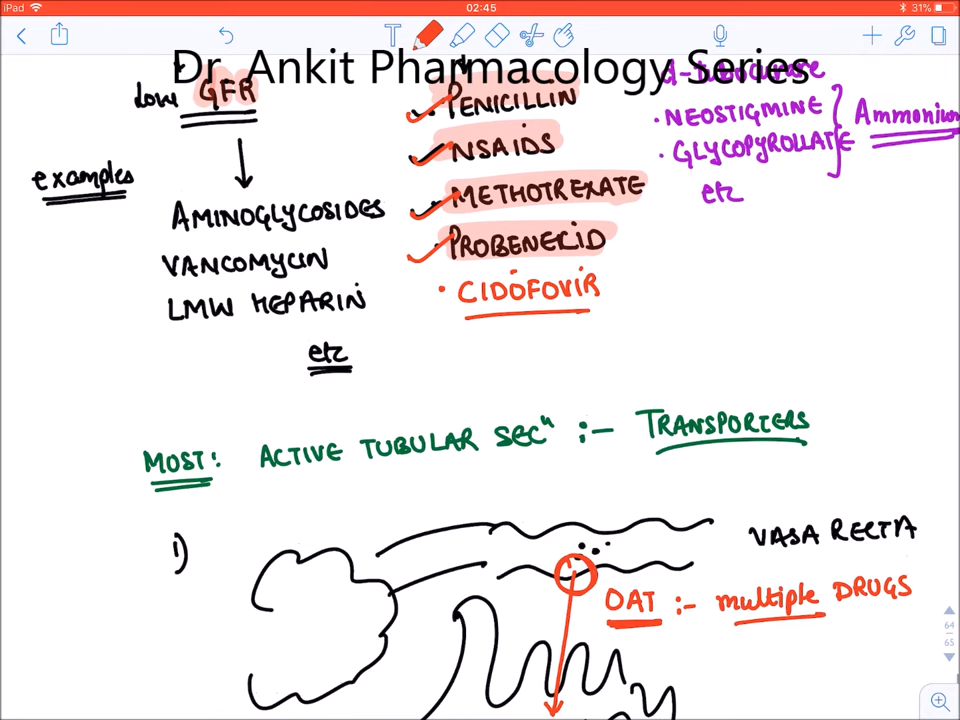 iPad 02:45 31%
Dr. Ankit Pharmacology Series
Low GFR
examples
AMINOGLYCOSIDES
VANCOMYCIN
LMW HEPARIN
etc
PENICILLIN
NSAIDS
METHOTREXATE
PROBENECID
• CIDOFOVIR
• NEOSTIGMINE
• GLYCOPYROLLATE
etc
Ammonium
MOST: ACTIVE TUBULAR SECⁿ :- TRANSPORTERS
1)
VASA RECTA
OAT :- multiple DRUGS
64
65